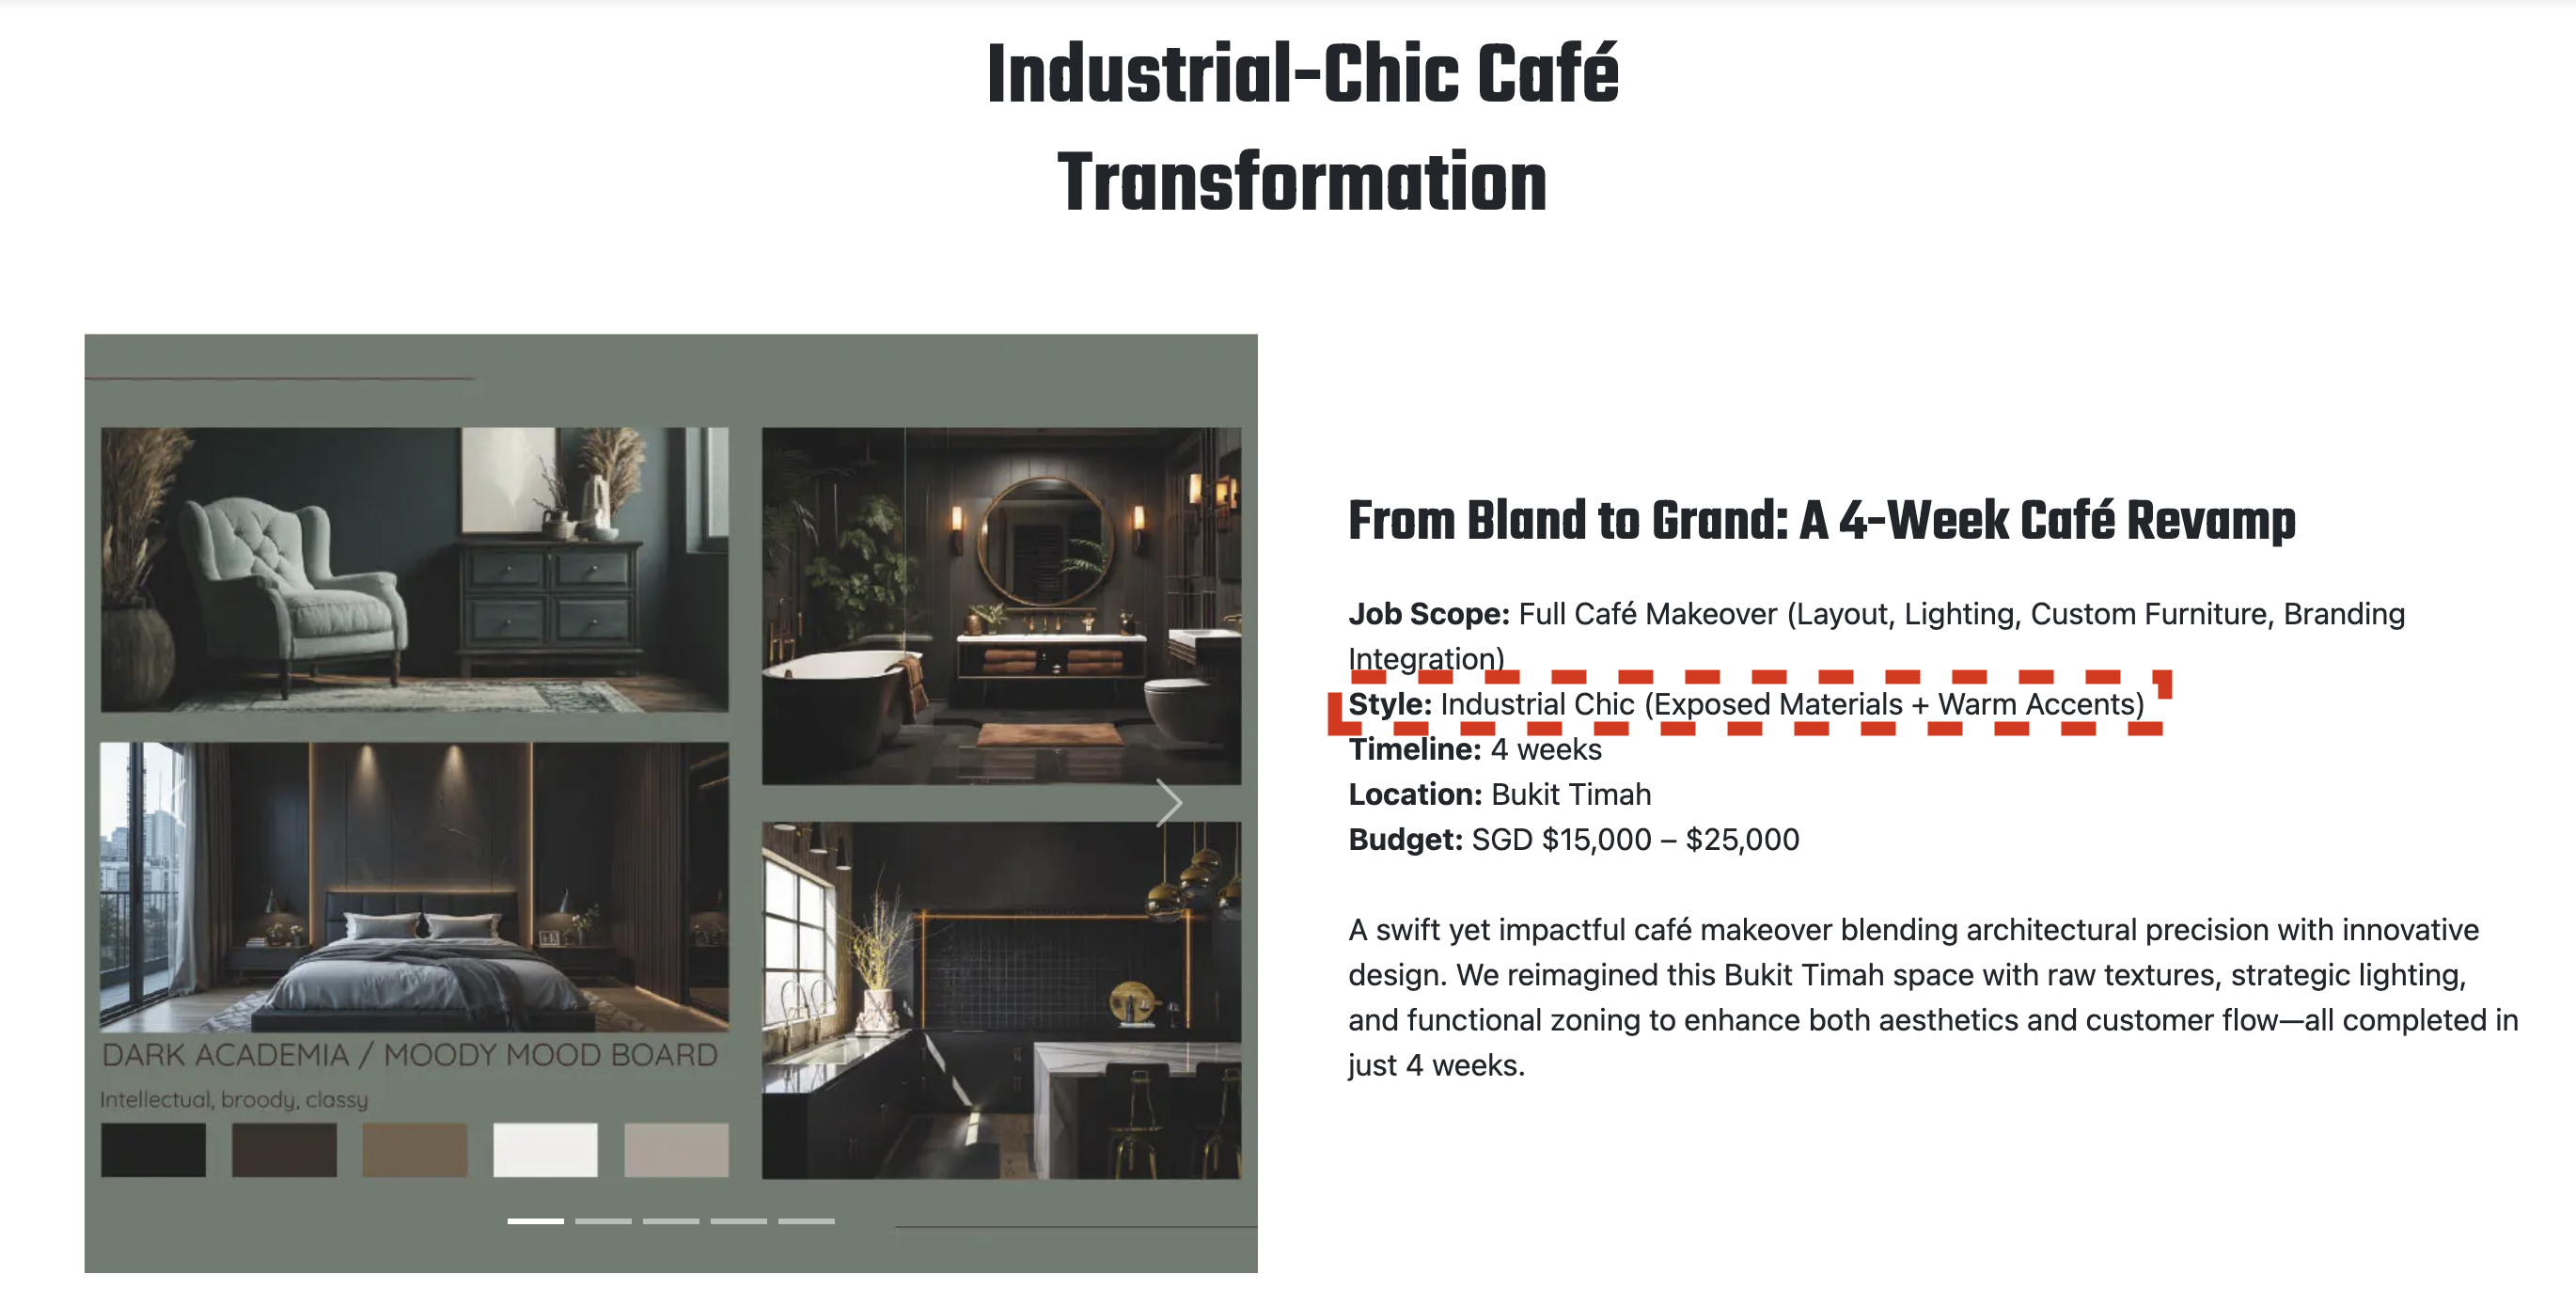 Industrial-Chic Café
Transformation
DARK ACADEMIA / MOODY MOOD BOARD
Intellectual, broody, classy
From Bland to Grand: A 4-Week Café Revamp
Job Scope: Full Café Makeover (Layout, Lighting, Custom Furniture, Branding
Integration)
Style: Industrial Chic (Exposed Materials + Warm Accents)
Timeline: 4 weeks
Location: Bukit Timah
Budget: SGD $15,000 – $25,000
A swift yet impactful café makeover blending architectural precision with innovative
design. We reimagined this Bukit Timah space with raw textures, strategic lighting,
and functional zoning to enhance both aesthetics and customer flow—all completed in
just 4 weeks.